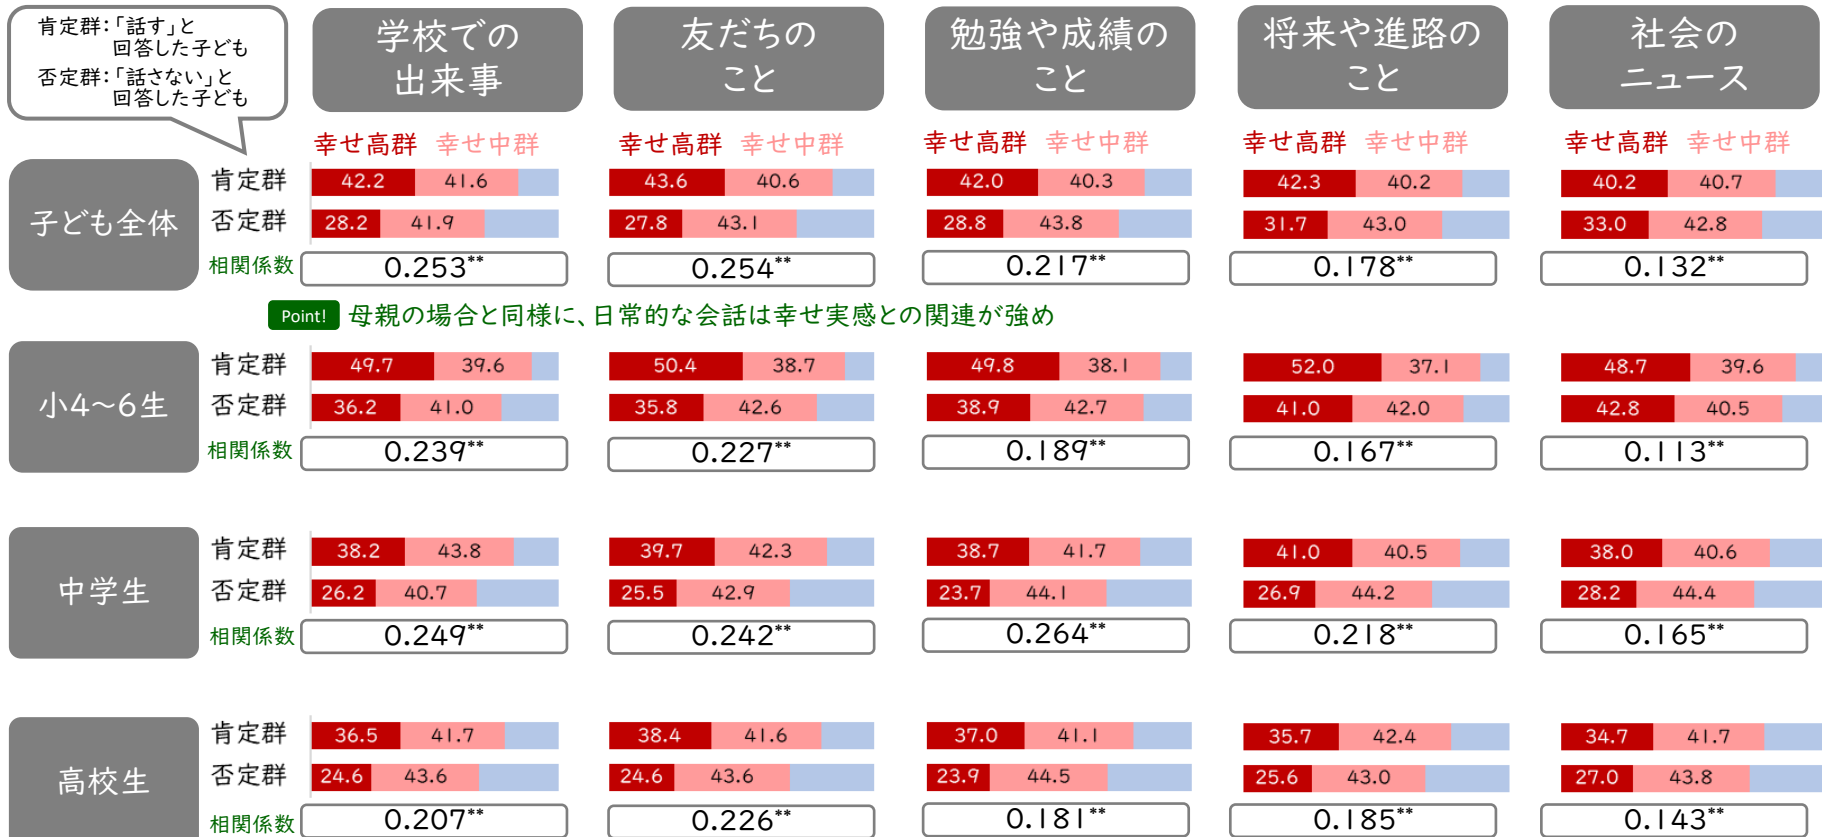 肯定群:「話す」と
回答した子ども
否定群:「話さない」と
回答した子ども
学校での
出来事
友だちの
こと
勉強や成績の
こと
将来や進路の
こと
社会の
ニュース
幸せ高群 幸せ中群 幸せ高群 幸せ中群 幸せ高群 幸せ中群 幸せ高群 幸せ中群 幸せ高群 幸せ中群
子ども全体
肯定群 42.2 41.6 43.6 40.6 42.0 40.3 42.3 40.2 40.2 40.7
否定群 28.2 41.9 27.8 43.1 28.8 43.8 31.7 43.0 33.0 42.8
相関係数 0.253** 0.254** 0.217** 0.178** 0.132**
Point! 母親の場合と同様に、日常的な会話は幸せ実感との関連が強め
小4~6生
肯定群 49.7 39.6 50.4 38.7 49.8 38.1 52.0 37.1 48.7 39.6
否定群 36.2 41.0 35.8 42.6 38.9 42.7 41.0 42.0 42.8 40.5
相関係数 0.239** 0.227** 0.189** 0.167** 0.113**
中学生
肯定群 38.2 43.8 39.7 42.3 38.7 41.7 41.0 40.5 38.0 40.6
否定群 26.2 40.7 25.5 42.9 23.7 44.1 26.9 44.2 28.2 44.4
相関係数 0.249** 0.242** 0.264** 0.218** 0.165**
高校生
肯定群 36.5 41.7 38.4 41.6 37.0 41.1 35.7 42.4 34.7 41.7
否定群 24.6 43.6 24.6 43.6 23.9 44.5 25.6 43.0 27.0 43.8
相関係数 0.207** 0.226** 0.181** 0.185** 0.143**